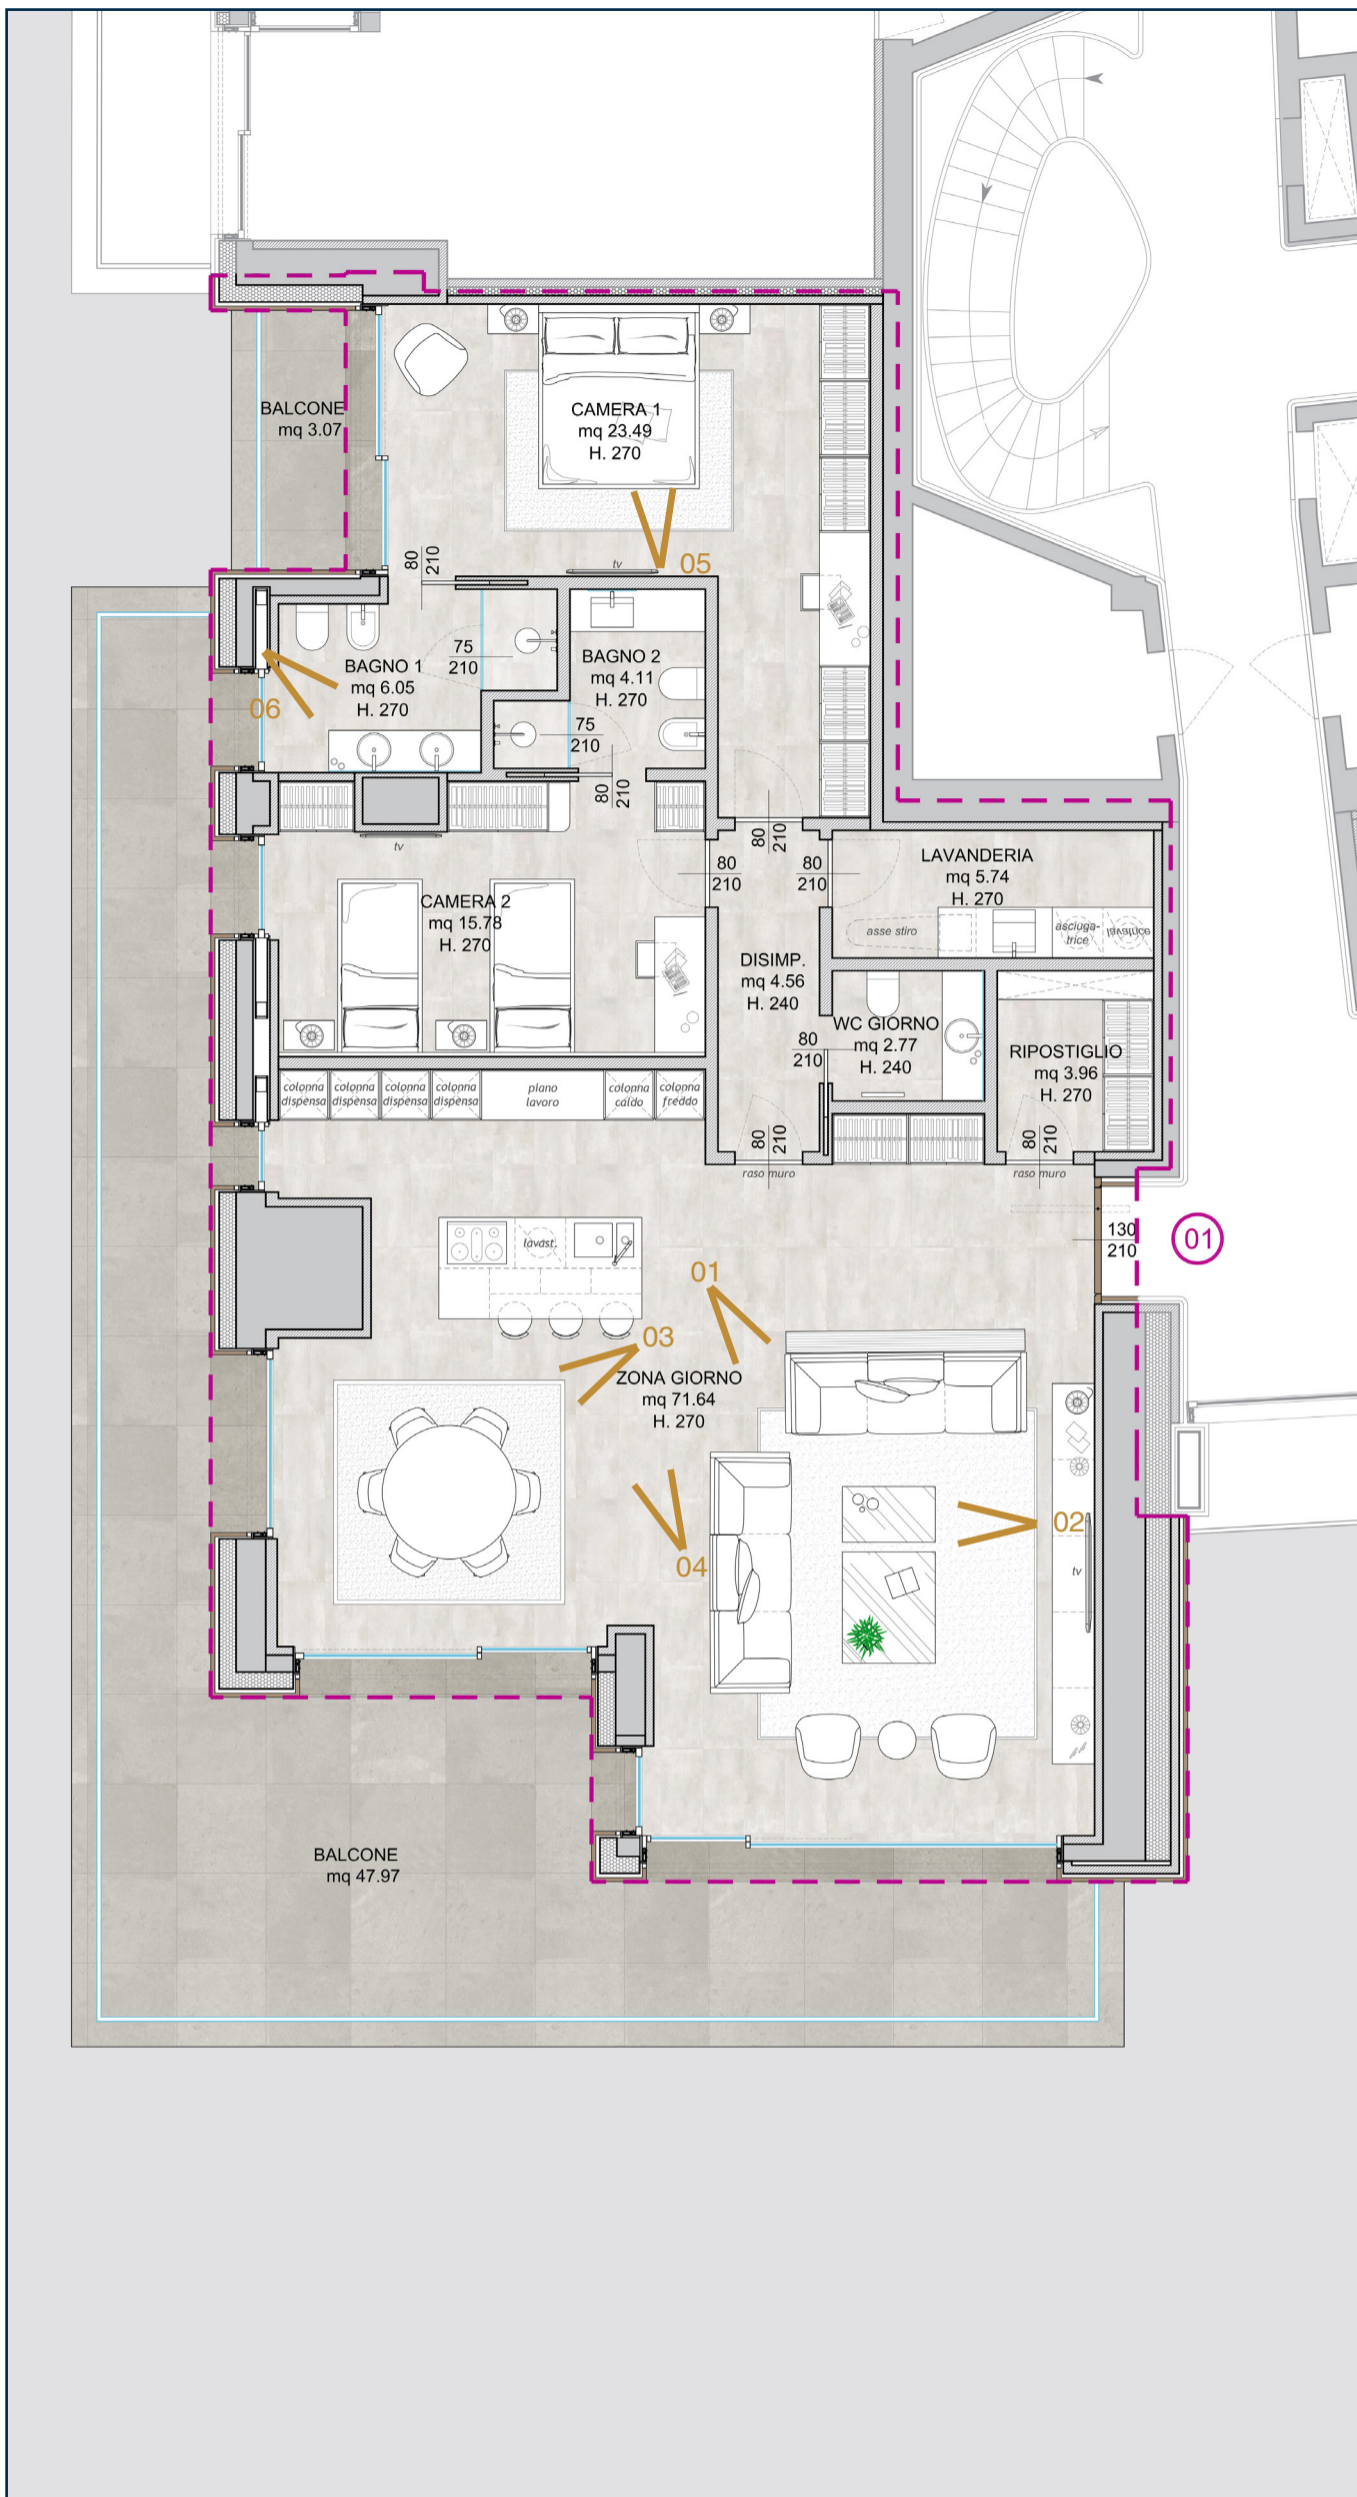 BALCONE
mq 3.07
CAMERA 1
mq 23.49
H. 270
80
210
tv
05
BAGNO 1
mq 6.05
H. 270
75
210
BAGNO 2
mq 4.11
H. 270
75
210
06
80
210
tv
CAMERA 2
mq 15.78
H. 270
80
210
80
210
80
210
LAVANDERIA
mq 5.74
H. 270
asse stiro
asciuga-
trice
lavatrice
DISIMP.
mq 4.56
H. 240
WC GIORNO
mq 2.77
H. 240
80
210
RIPOSTIGLIO
mq 3.96
H. 270
colonna
dispensa
colonna
dispensa
colonna
dispensa
colonna
dispensa
piano
lavoro
colonna
caldo
colonna
freddo
80
210
raso muro
80
210
raso muro
130
210
01
lavast.
01
03
ZONA GIORNO
mq 71.64
H. 270
04
02
tv
BALCONE
mq 47.97